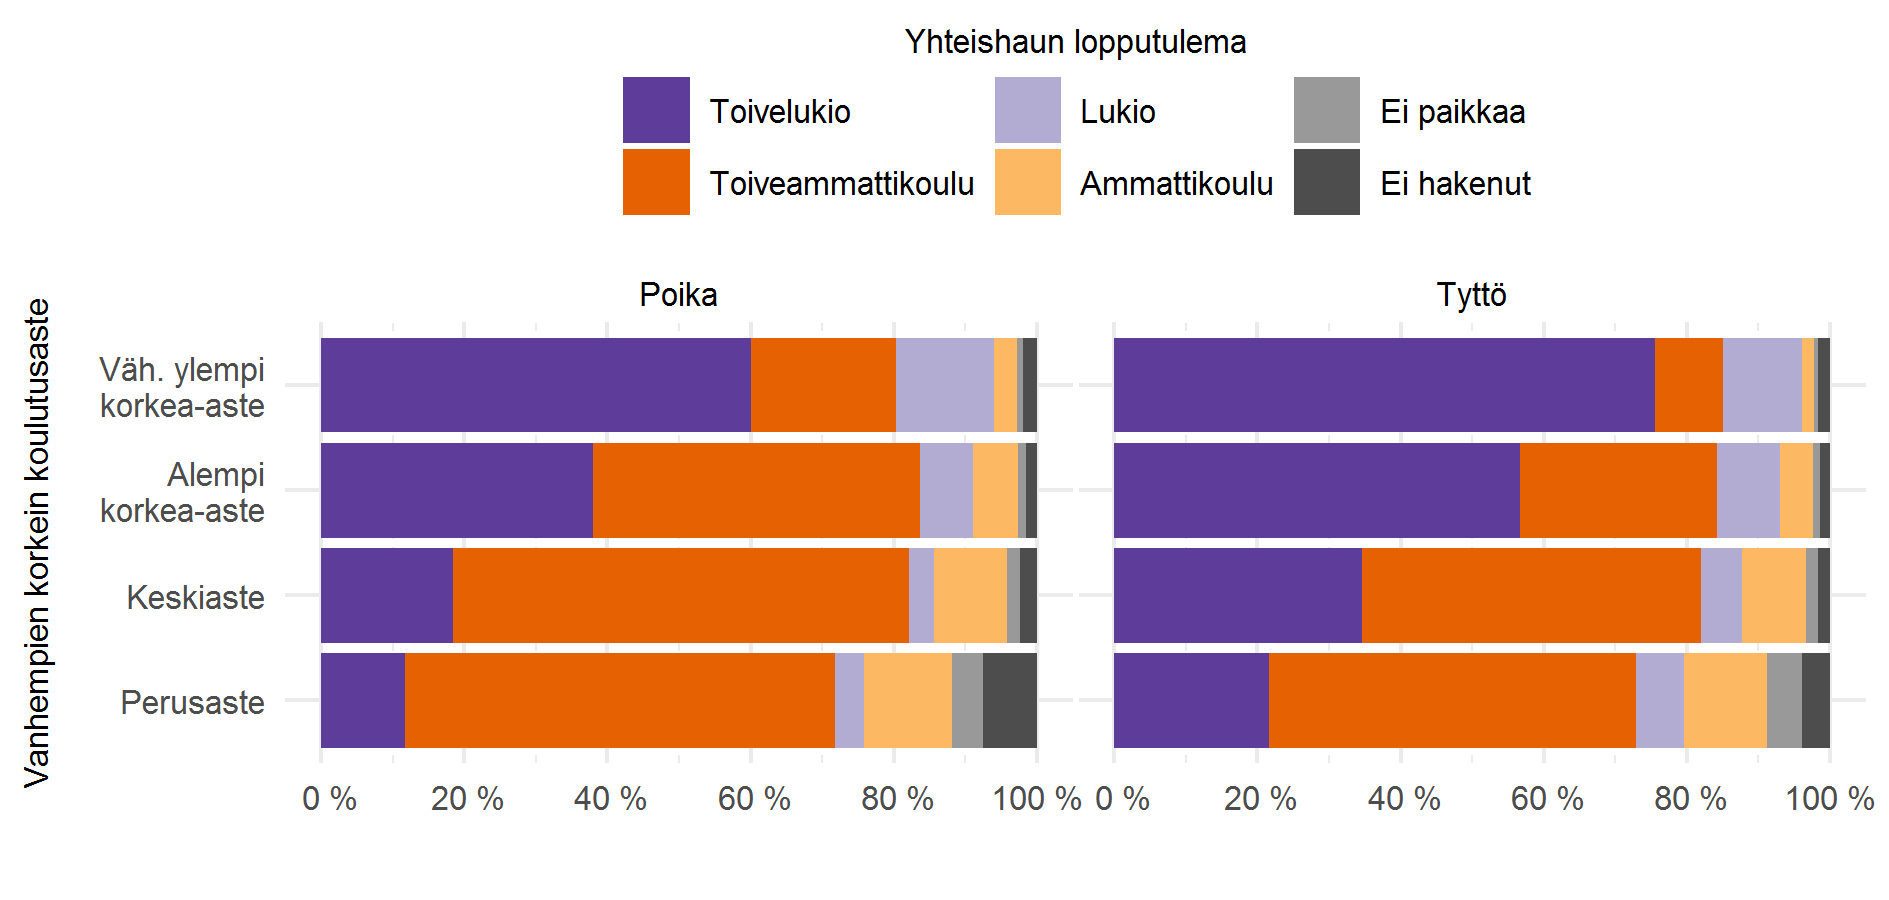 Yhteishaun lopputulema
Toivelukio
Lukio
Ei paikkaa
Toiveammattikoulu
Ammattikoulu
Ei hakenut
Poika
Tyttö
Vanhempien korkein koulutusaste
Väh. ylempi
korkea-aste
Alempi
korkea-aste
Keskiaste
Perusaste
0 % 20 % 40 % 60 % 80 % 100 %
0 % 20 % 40 % 60 % 80 % 100 %